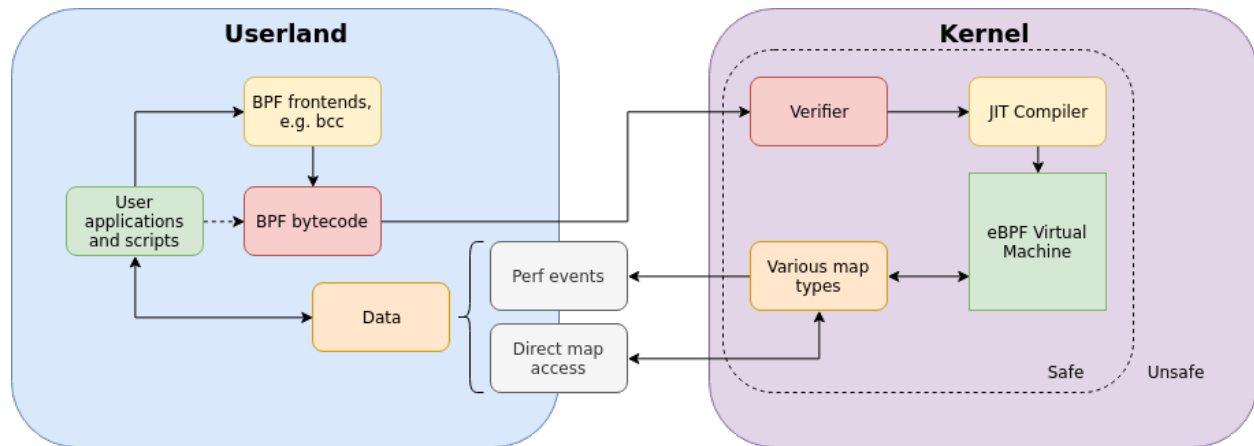 Userland
BPF frontends,
e.g. bcc
User
applications
and scripts
BPF bytecode
Data
Perf events
Direct map
access
Kernel
Verifier
JIT Compiler
Various map
types
eBPF Virtual
Machine
Safe
Unsafe